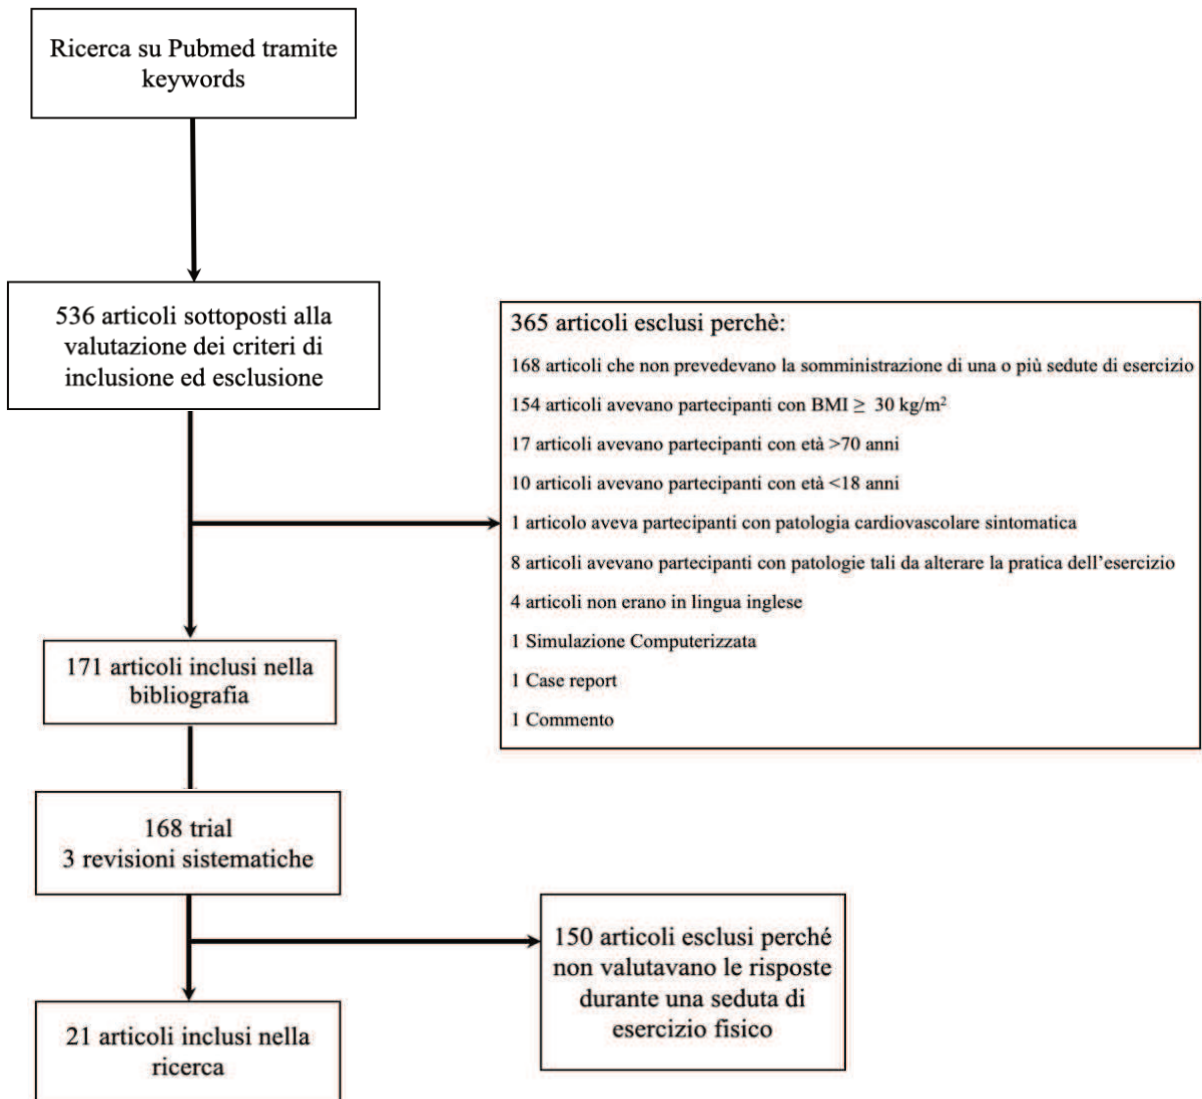 Ricerca su Pubmed tramite
keywords
536 articoli sottoposti alla
valutazione dei criteri di
inclusione ed esclusione
365 articoli esclusi perchè:
168 articoli che non prevedevano la somministrazione di una o più sedute di esercizio
154 articoli avevano partecipanti con BMI ≥ 30 kg/m²
17 articoli avevano partecipanti con età >70 anni
10 articoli avevano partecipanti con età <18 anni
1 articolo aveva partecipanti con patologia cardiovascolare sintomatica
8 articoli avevano partecipanti con patologie tali da alterare la pratica dell’esercizio
4 articoli non erano in lingua inglese
1 Simulazione Computerizzata
1 Case report
1 Commento
171 articoli inclusi nella
bibliografia
168 trial
3 revisioni sistematiche
150 articoli esclusi perché
non valutavano le risposte
durante una seduta di
esercizio fisico
21 articoli inclusi nella
ricerca